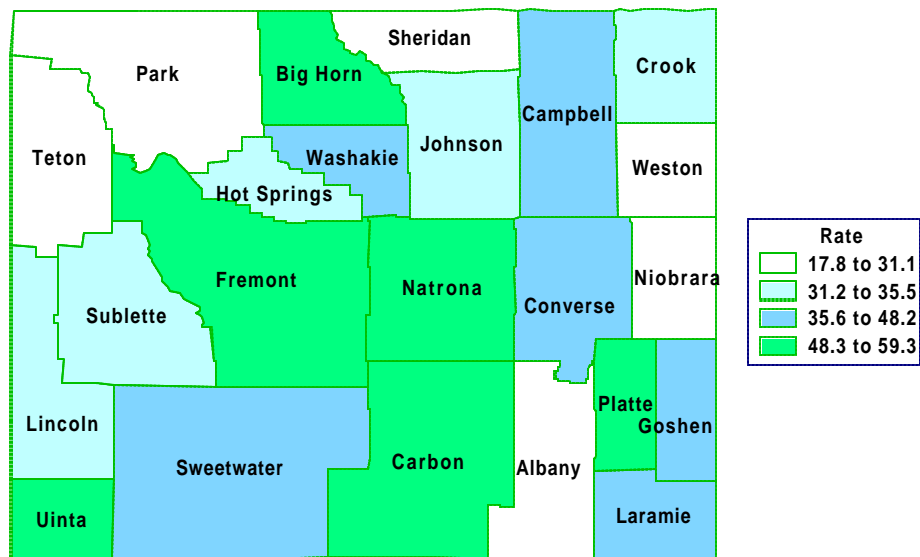 Sheridan
Park
Big Horn
Crook
Campbell
Johnson
Teton
Washakie
Weston
Hot Springs
Fremont
Natrona
Niobrara
Converse
Sublette
Platte
Goshen
Lincoln
Sweetwater
Carbon
Albany
Uinta
Laramie
Rate
17.8 to 31.1
31.2 to 35.5
35.6 to 48.2
48.3 to 59.3